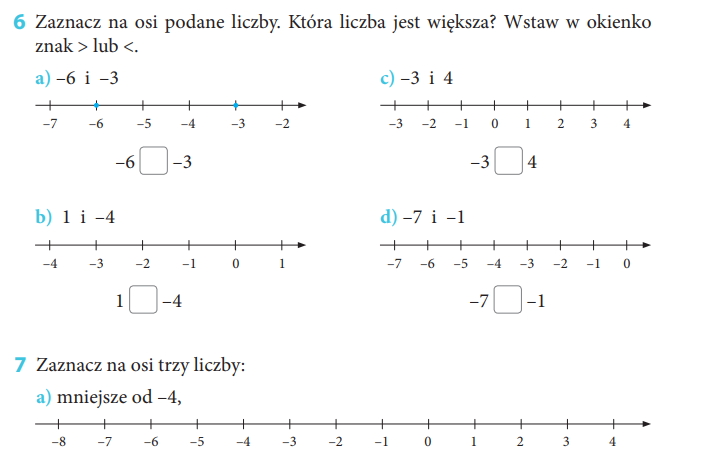 6 Zaznacz na osi podane liczby. Która liczba jest większa? Wstaw w okienko
znak > lub <.
a) –6 i –3
–7 –6 –5 –4 –3 –2
–6 –3
c) –3 i 4
–3 –2 –1 0 1 2 3 4
–3 4
b) 1 i –4
–4 –3 –2 –1 0 1
1 –4
d) –7 i –1
–7 –6 –5 –4 –3 –2 –1 0
–7 –1
7 Zaznacz na osi trzy liczby:
a) mniejsze od –4,
–8 –7 –6 –5 –4 –3 –2 –1 0 1 2 3 4